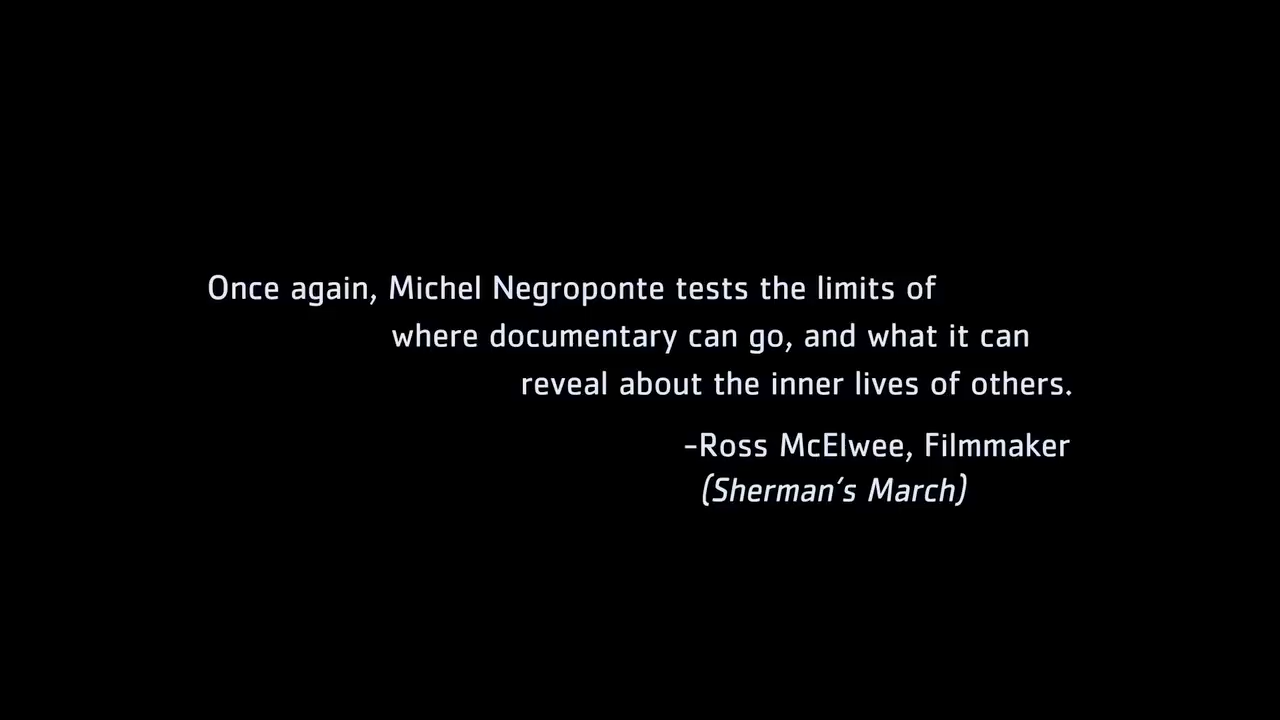 Once again, Michel Negroponte tests the limits of
where documentary can go, and what it can
reveal about the inner lives of others.
-Ross McElwee, Filmmaker
(Sherman's March)